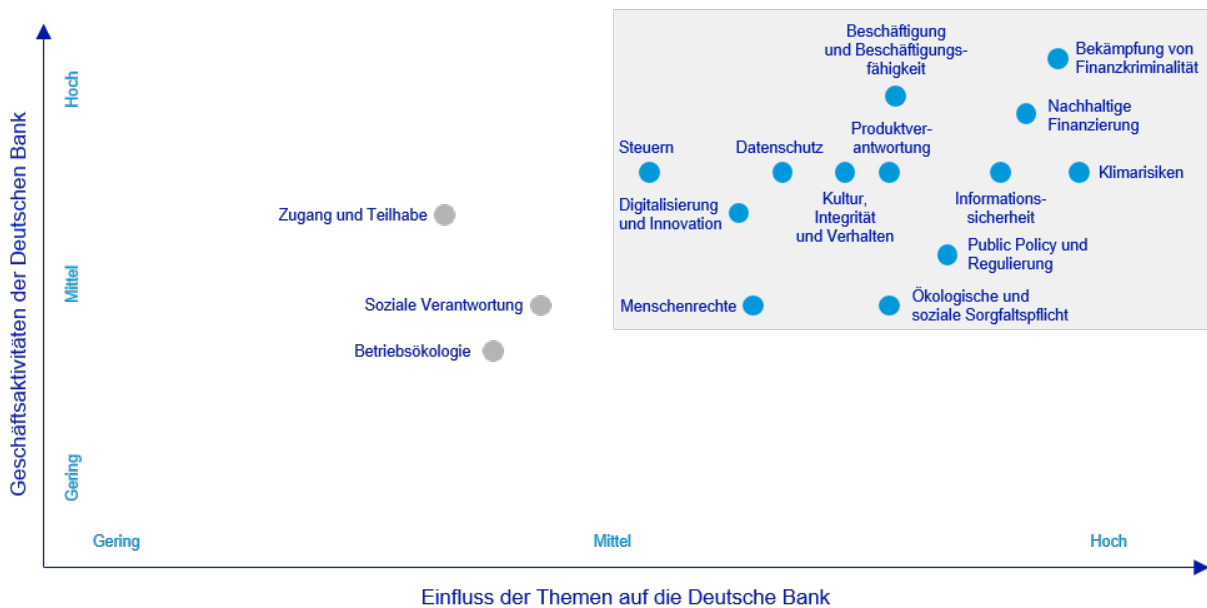 Geschäftsaktivitäten der Deutschen Bank
Hoch
Mittel
Gering
Beschäftigung
und Beschäftigungs-
fähigkeit
Bekämpfung von
Finanzkriminalität
Nachhaltige
Finanzierung
Steuern
Datenschutz
Produktver-
antwortung
Klimarisiken
Kultur,
Integrität
und Verhalten
Informations-
sicherheit
Digitalisierung
und Innovation
Zugang und Teilhabe
Public Policy und
Regulierung
Soziale Verantwortung
Menschenrechte
Ökologische und
soziale Sorgfaltspflicht
Betriebsökologie
Gering
Mittel
Hoch
Einfluss der Themen auf die Deutsche Bank